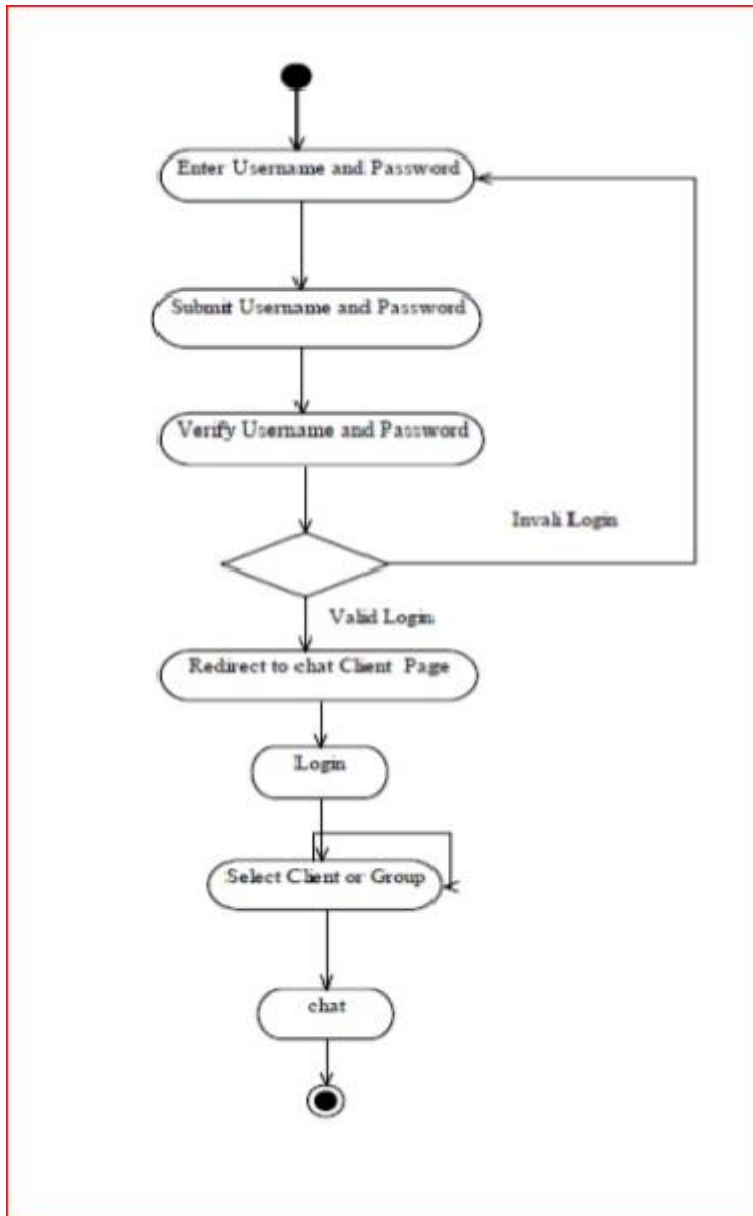 Enter Username and Password
Submit Username and Password
Verify Username and Password
Invali Login
Valid Login
Redirect to chat Client Page
Login
Select Client or Group
chat